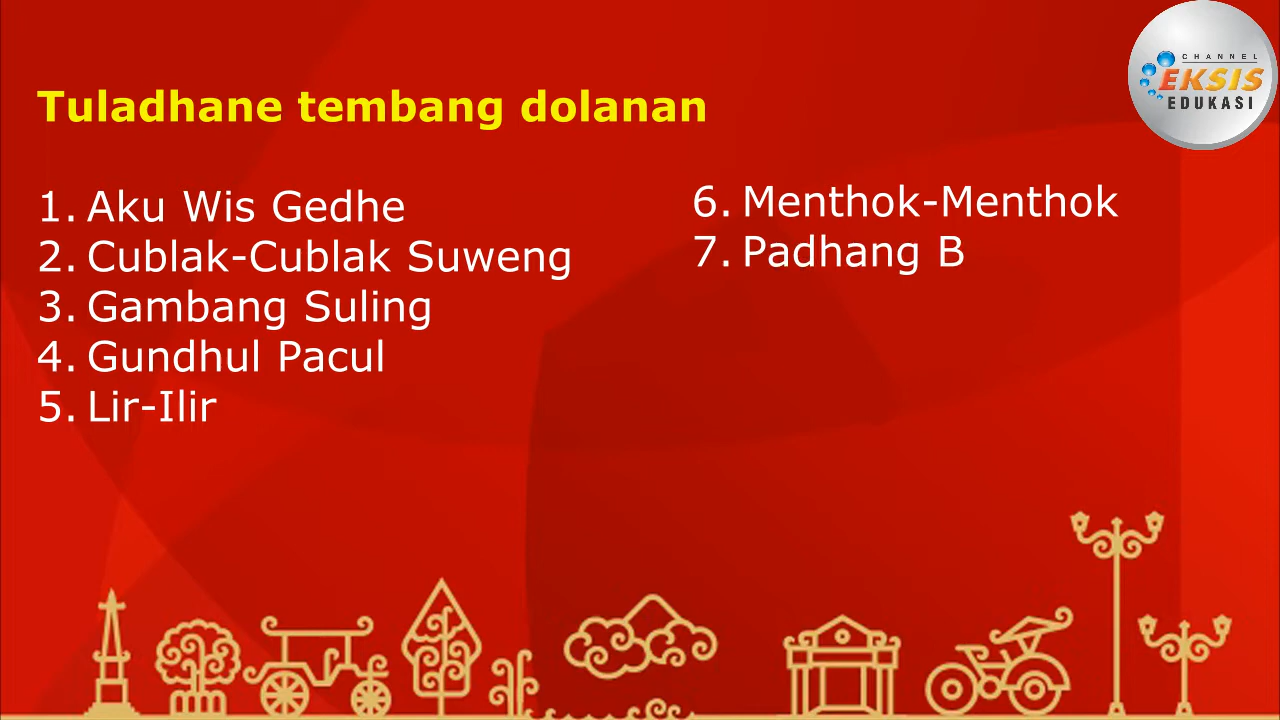 Tuladhane tembang dolanan
1. Aku Wis Gedhe
2. Cublak-Cublak Suweng
3. Gambang Suling
4. Gundhul Pacul
5. Lir-Ilir
6. Menthok-Menthok
7. Padhang B
CHANNEL
EKSIS
EDUKASI